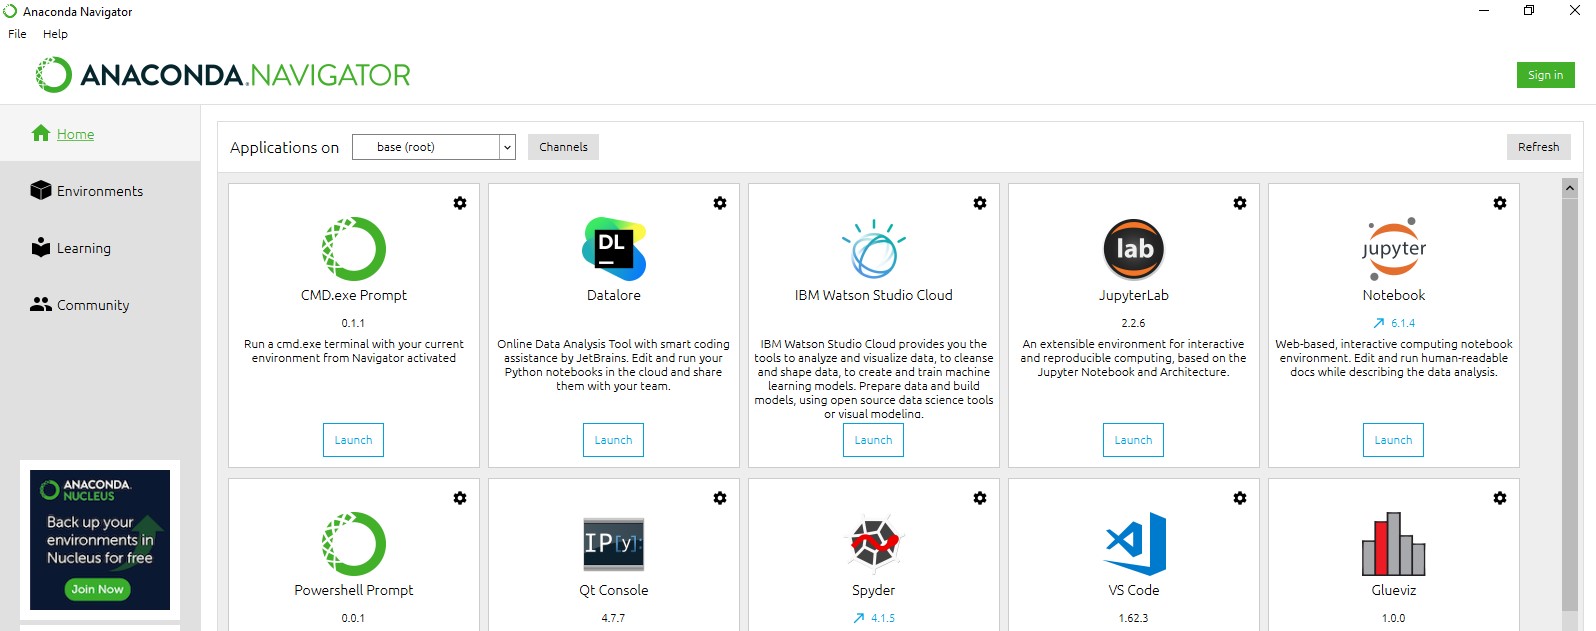 Anaconda Navigator
File Help
ANACONDA.NAVIGATOR
Sign in
Home
Environments
Learning
Community
ANACONDA.
NUCLEUS
Back up your
environments in
Nucleus for free
Join Now
Applications on base (root) Channels Refresh
CMD.exe Prompt
0.1.1
Run a cmd.exe terminal with your current
environment from Navigator activated
Launch
DL
Datalore
Online Data Analysis Tool with smart coding
assistance by JetBrains. Edit and run your
Python notebooks in the cloud and share
them with your team.
Launch
IBM Watson Studio Cloud
IBM Watson Studio Cloud provides you the
tools to analyze and visualize data, to cleanse
and shape data, to create and train machine
learning models. Prepare data and build
models, using open source data science tools
or visual modeling.
Launch
lab
JupyterLab
2.2.6
An extensible environment for interactive
and reproducible computing, based on the
Jupyter Notebook and Architecture.
Launch
jupyter
Notebook
6.1.4
Web-based, interactive computing notebook
environment. Edit and run human-readable
docs while describing the data analysis.
Launch
Powershell Prompt
0.0.1
IP[y]:
Qt Console
4.7.7
Spyder
4.1.5
VS Code
1.62.3
Glueviz
1.0.0